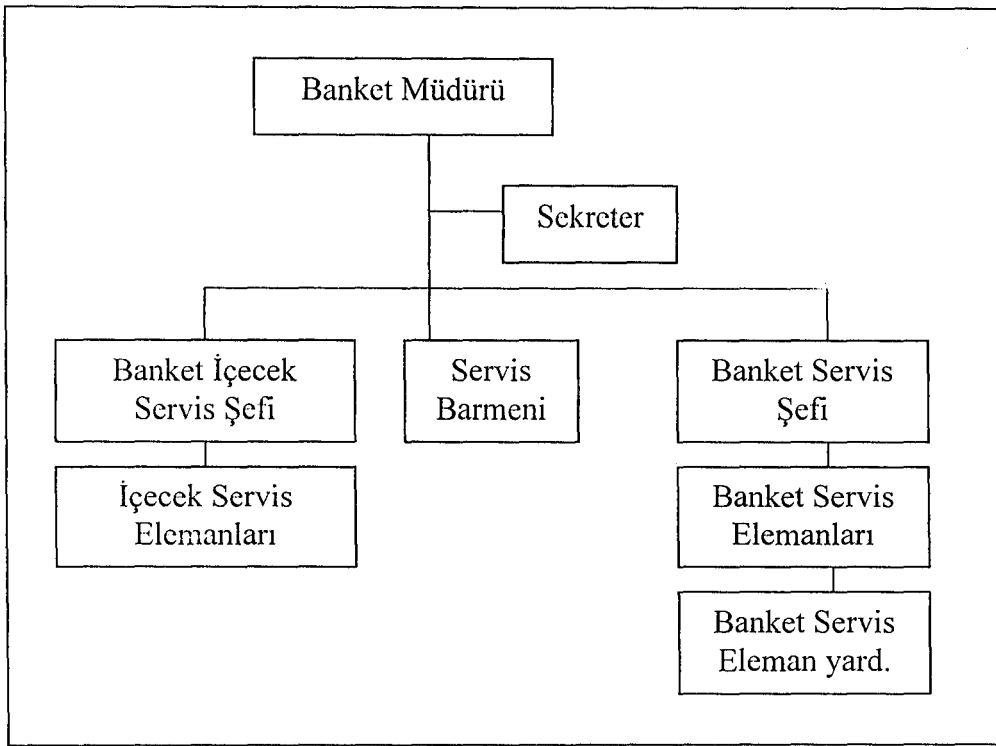 Banket Müdürü
Sekreter
Banket İçecek
Servis Şefi
Servis
Barmeni
Banket Servis
Şefi
İçecek Servis
Elemanları
Banket Servis
Elemanları
Banket Servis
Eleman yard.